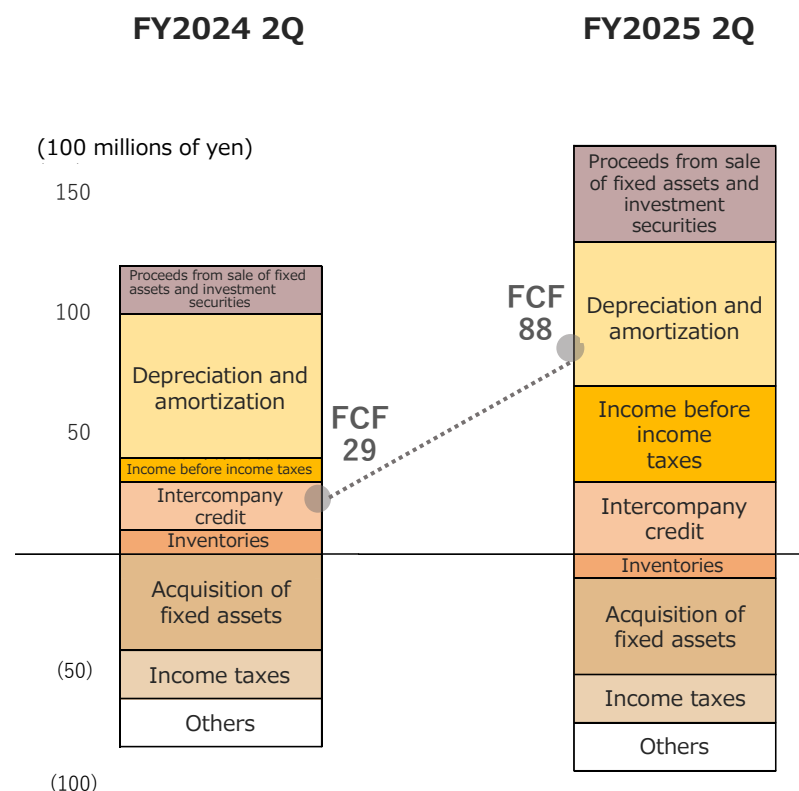 FY2024 2Q
FY2025 2Q
(100 millions of yen)
150
100
50
(50)
(100)
Proceeds from sale of fixed
assets and investment
securities
Depreciation and
amortization
Income before income taxes
Intercompany
credit
Inventories
Acquisition of
fixed assets
Income taxes
Others
FCF
29
FCF
88
Proceeds from sale
of fixed assets and
investment
securities
Depreciation and
amortization
Income before
income
taxes
Intercompany
credit
Inventories
Acquisition of
fixed assets
Income taxes
Others